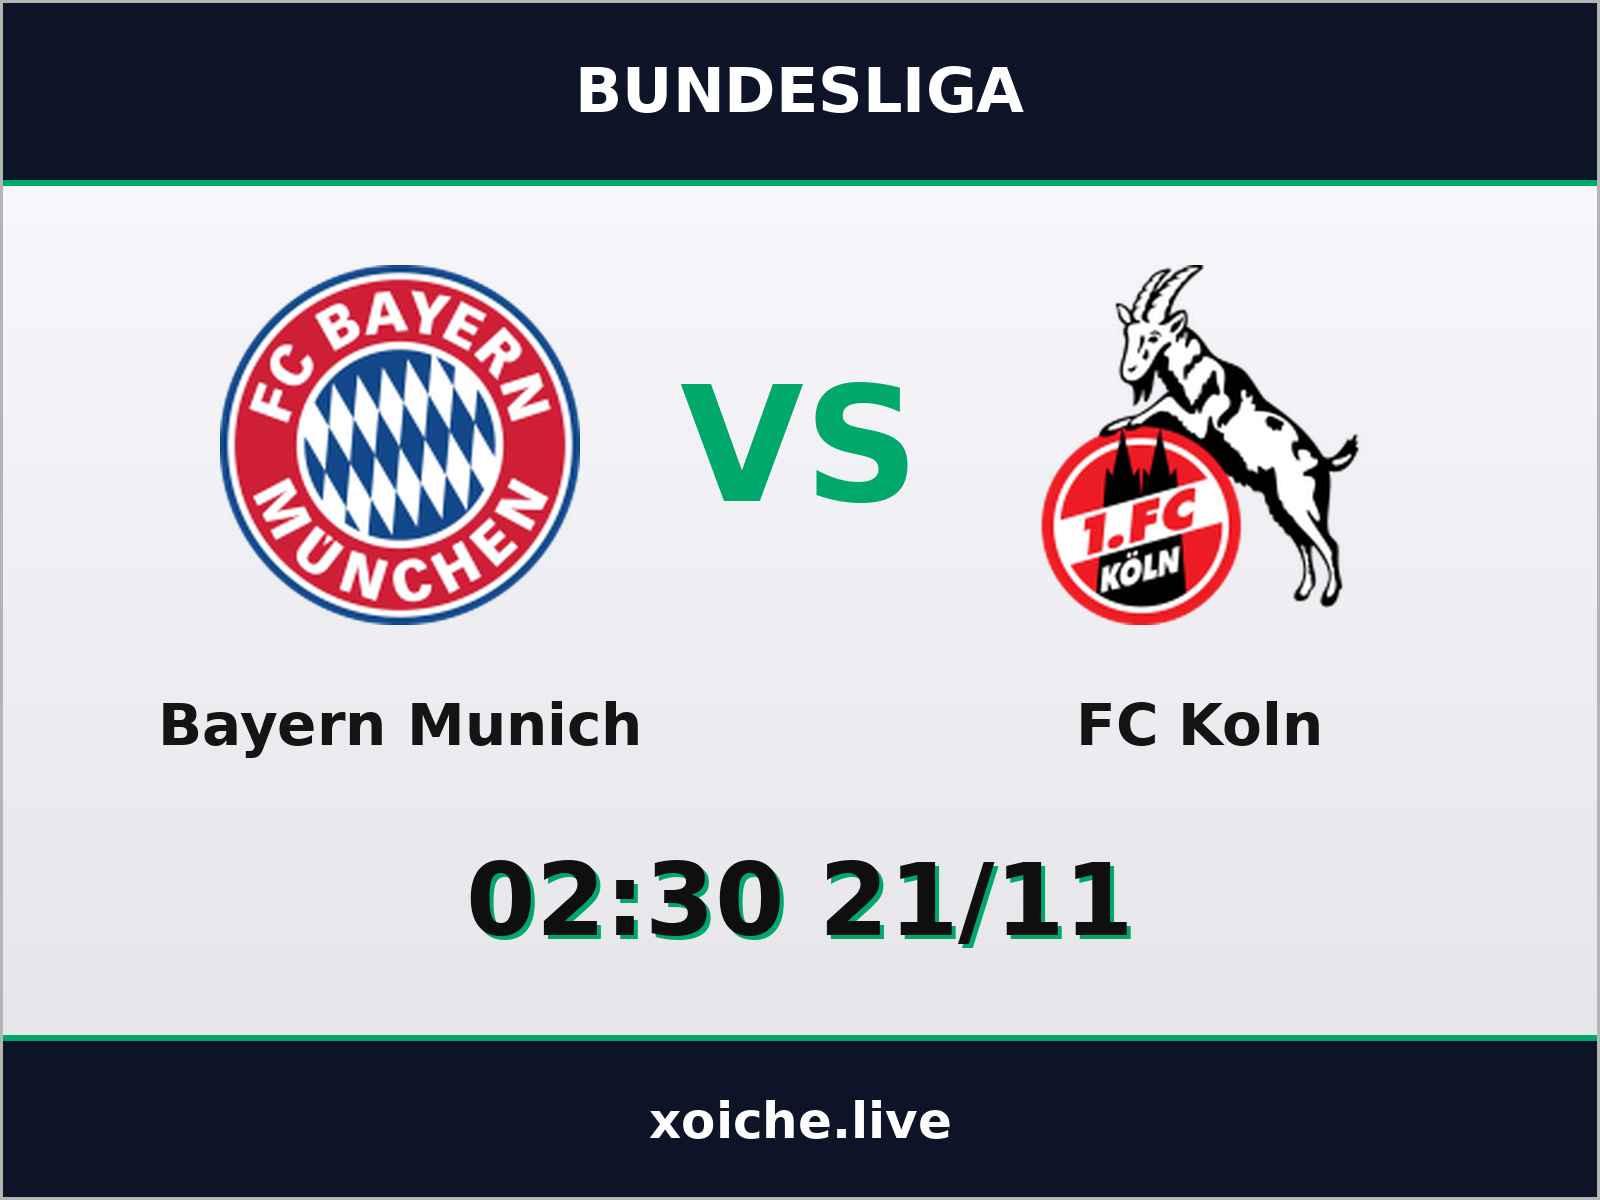 BUNDESLIGA
FC BAYERN
MÜNCHEN
VS
1.FC
KÖLN
Bayern Munich
FC Koln
02:30 21/11
xoiche.live